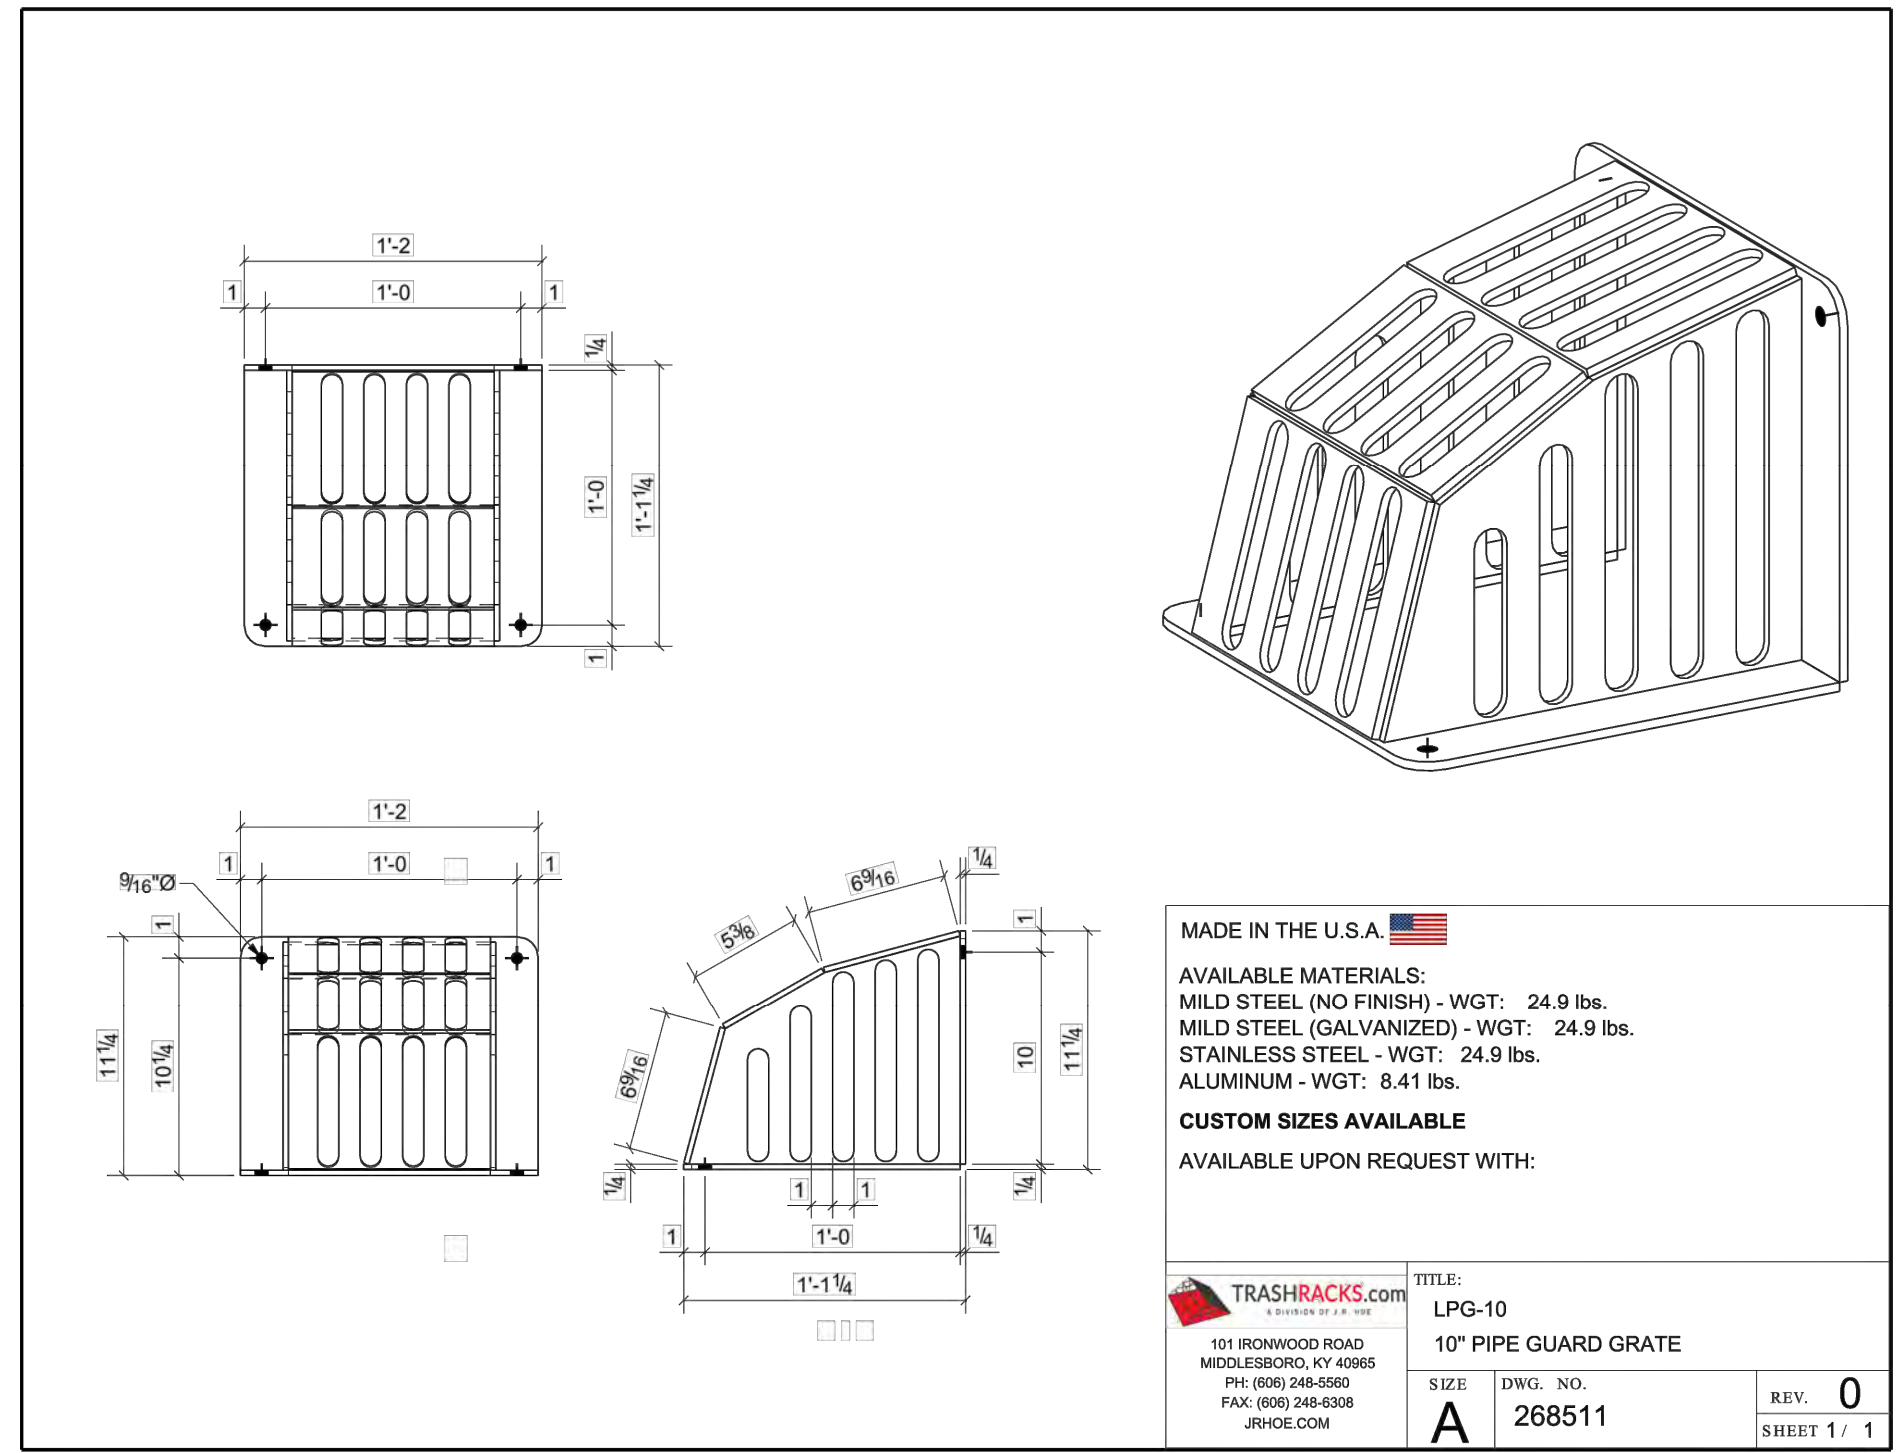 1'-2
1
1'-0
1
1/4
1'-0
1'-1 1/4
1
1'-2
1
1'-0
1
9/16"Ø
1
11 1/4
10 1/4
6 9/16
1/4
5 3/8
1
6 9/16
10
11 1/4
1/4
1/4
1
1
1
1'-0
1/4
1'-1 1/4
MADE IN THE U.S.A.
AVAILABLE MATERIALS:
MILD STEEL (NO FINISH) - WGT: 24.9 lbs.
MILD STEEL (GALVANIZED) - WGT: 24.9 lbs.
STAINLESS STEEL - WGT: 24.9 lbs.
ALUMINUM - WGT: 8.41 lbs.
CUSTOM SIZES AVAILABLE
AVAILABLE UPON REQUEST WITH:
TRASHRACKS.com
A DIVISION OF J.R. HOE
101 IRONWOOD ROAD
MIDDLESBORO, KY 40965
PH: (606) 248-5560
FAX: (606) 248-6308
JRHOE.COM
TITLE:
LPG-10
10" PIPE GUARD GRATE
SIZE
A
DWG. NO.
268511
REV. 0
SHEET 1 / 1